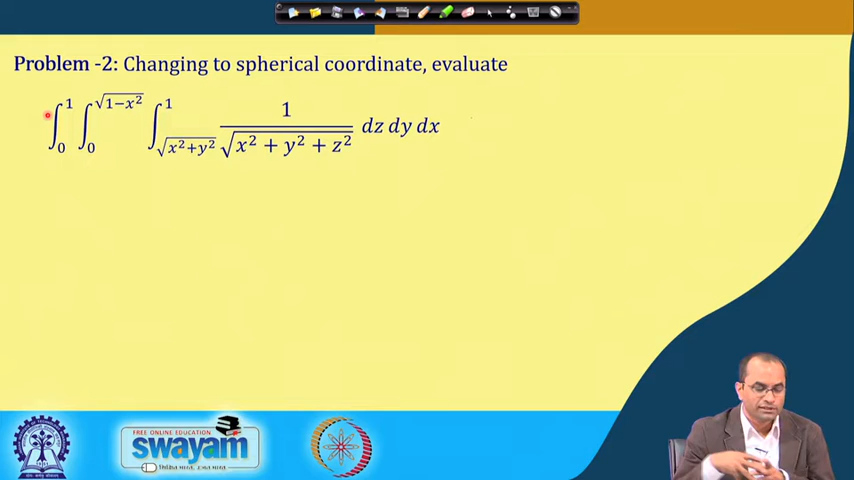 Problem -2: Changing to spherical coordinate, evaluate
∫₀¹ ∫₀^√(1−x²) ∫_√(x²+y²)^1 1/√(x² + y² + z²) dz dy dx
FREE ONLINE EDUCATION
swayam